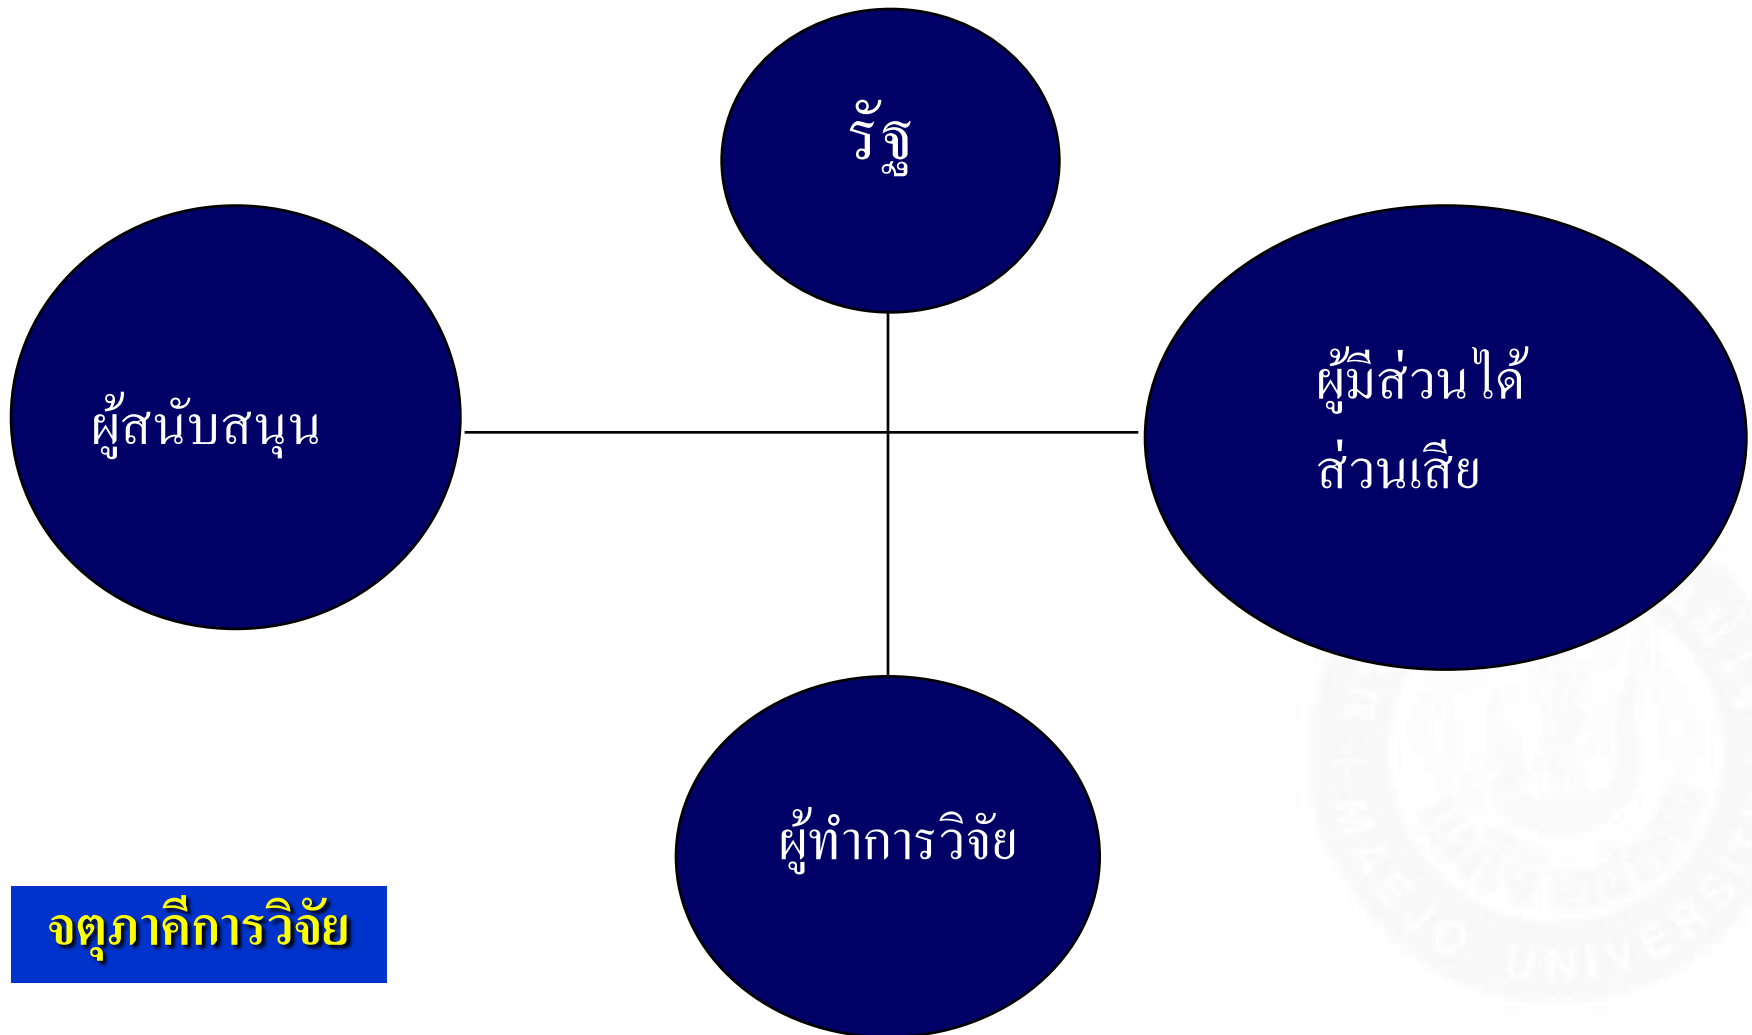 รัฐ
ผู้สนับสนุน
ผู้มีส่วนได้
ส่วนเสีย
ผู้ทำการวิจัย
จตุภาคีการวิจัย
MAEJO UNIVERSITY